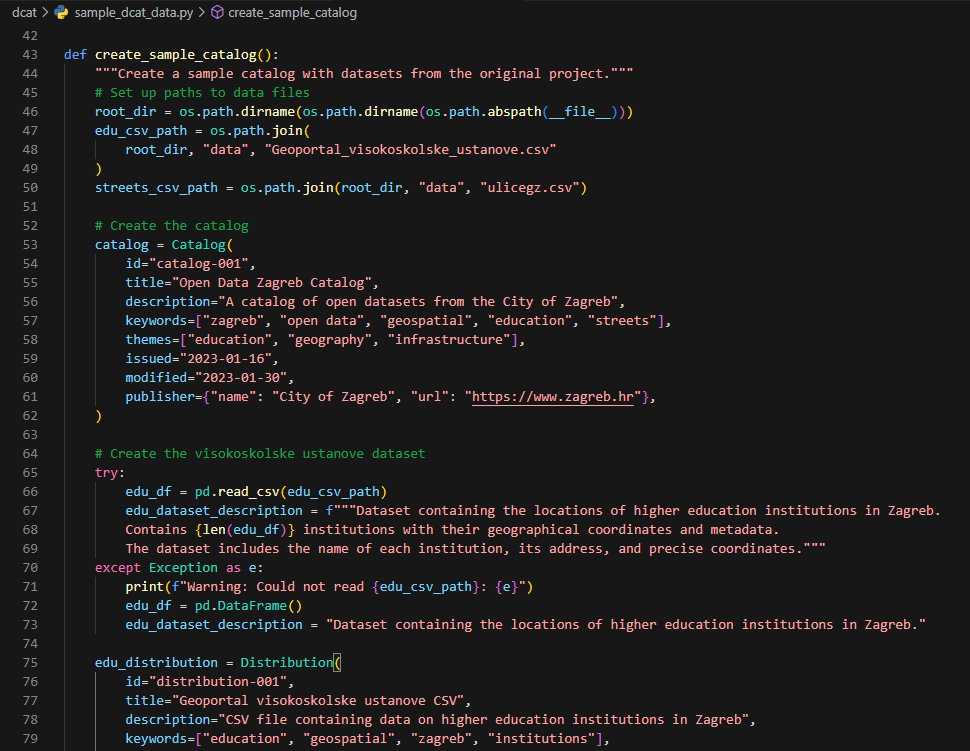 dcat > sample_dcat_data.py > create_sample_catalog
42
43 def create_sample_catalog():
44     """Create a sample catalog with datasets from the original project."""
45     # Set up paths to data files
46     root_dir = os.path.dirname(os.path.dirname(os.path.abspath(__file__)))
47     edu_csv_path = os.path.join(
48         root_dir, "data", "Geoportal_visokoskolske_ustanove.csv"
49     )
50     streets_csv_path = os.path.join(root_dir, "data", "ulicegz.csv")
51
52     # Create the catalog
53     catalog = Catalog(
54         id="catalog-001",
55         title="Open Data Zagreb Catalog",
56         description="A catalog of open datasets from the City of Zagreb",
57         keywords=["zagreb", "open data", "geospatial", "education", "streets"],
58         themes=["education", "geography", "infrastructure"],
59         issued="2023-01-16",
60         modified="2023-01-30",
61         publisher={"name": "City of Zagreb", "url": "https://www.zagreb.hr"},
62     )
63
64     # Create the visokoskolske ustanove dataset
65     try:
66         edu_df = pd.read_csv(edu_csv_path)
67         edu_dataset_description = f"""Dataset containing the locations of higher education institutions in Zagreb.
68         Contains {len(edu_df)} institutions with their geographical coordinates and metadata.
69         The dataset includes the name of each institution, its address, and precise coordinates."""
70     except Exception as e:
71         print(f"Warning: Could not read {edu_csv_path}: {e}")
72         edu_df = pd.DataFrame()
73         edu_dataset_description = "Dataset containing the locations of higher education institutions in Zagreb."
74
75     edu_distribution = Distribution(
76         id="distribution-001",
77         title="Geoportal visokoskolske ustanove CSV",
78         description="CSV file containing data on higher education institutions in Zagreb",
79         keywords=["education", "geospatial", "zagreb", "institutions"],